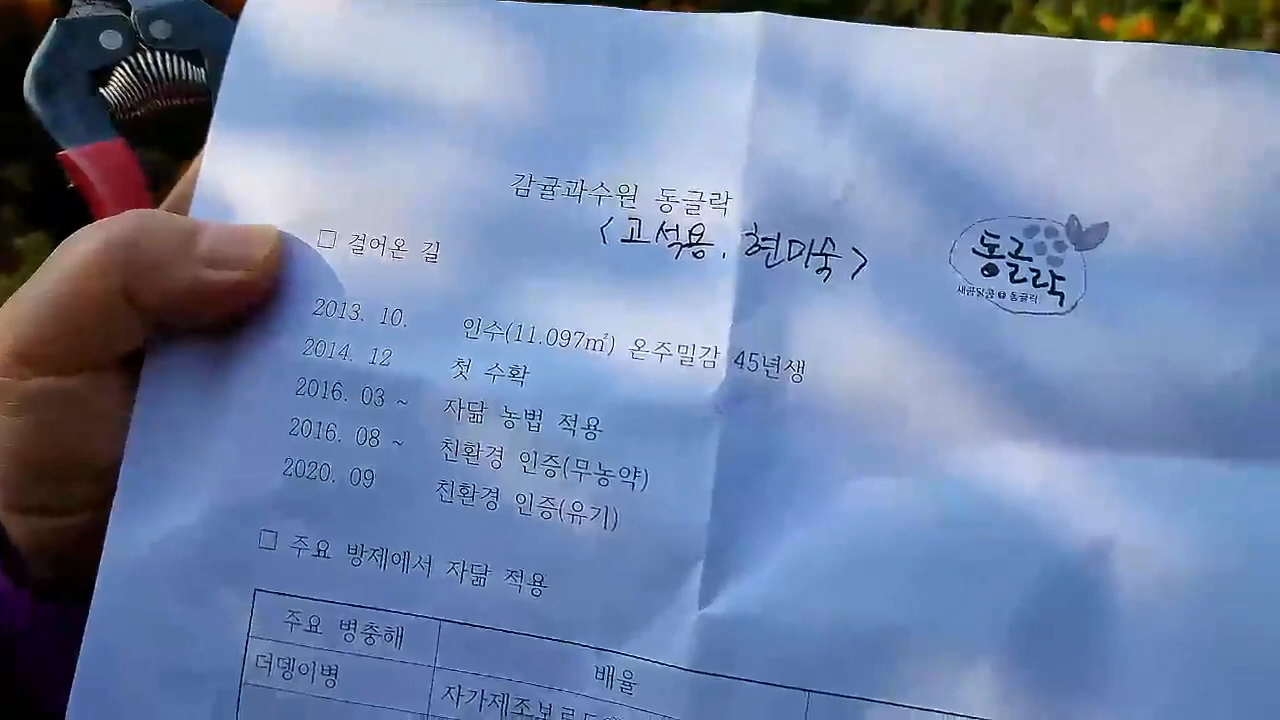 감귤과수원 동글락
<고석용, 현미숙>
동글락
새콤달콤 동글락
□ 걸어온 길
2013. 10. 인수(11.097㎡) 온주밀감 45년생
2014. 12 첫 수확
2016. 03 ~ 자닮 농법 적용
2016. 08 ~ 친환경 인증(무농약)
2020. 09 친환경 인증(유기)
□ 주요 방제에서 자닮 적용
주요 병충해 배율
더뎅이병 자가제조보르도액